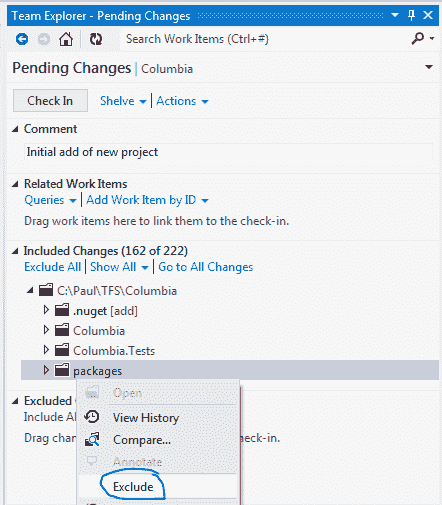 Team Explorer - Pending Changes
Search Work Items (Ctrl+#)
Pending Changes | Columbia
Check In Shelve Actions
Comment
Initial add of new project
Related Work Items
Queries Add Work Item by ID
Drag work items here to link them to the check-in.
Included Changes (162 of 222)
Exclude All Show All Go to All Changes
C:\Paul\TFS\Columbia
.nuget [add]
Columbia
Columbia.Tests
packages
Open
Excluded
View History
Include Al
Compare...
Drag chan check-in.
Annotate
Exclude